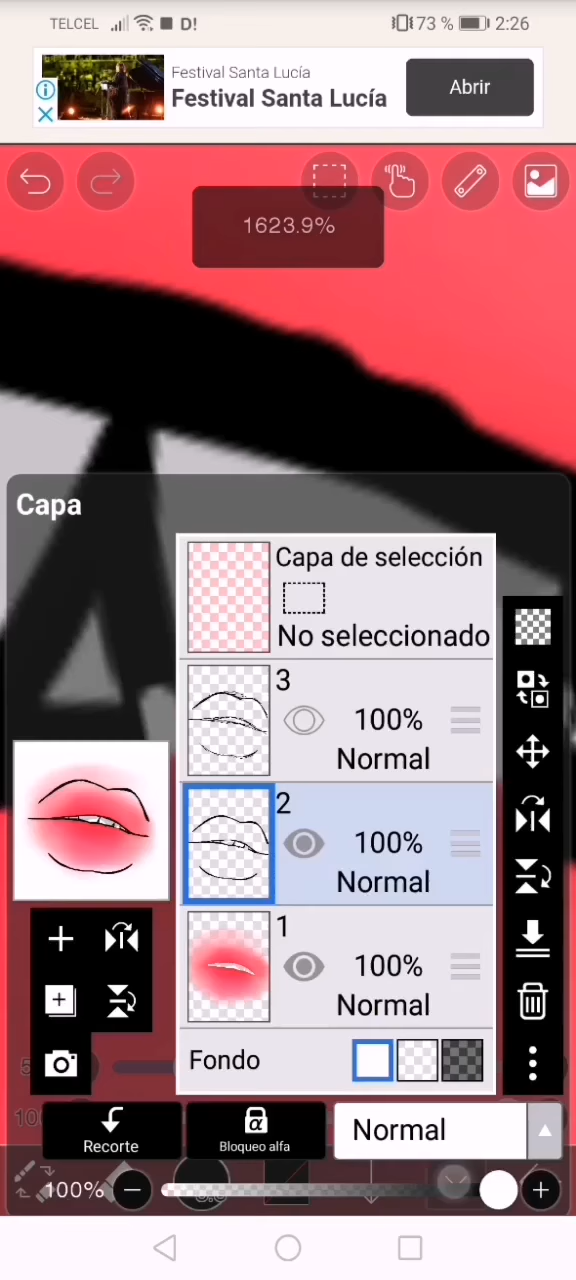 TELCEL D! 73 % 2:26
Festival Santa Lucía
Festival Santa Lucía
Abrir
1623.9%
Capa
Capa de selección
No seleccionado
3
100%
Normal
2
100%
Normal
1
100%
Normal
Fondo
Recorte
α
Bloqueo alfa
Normal
100%